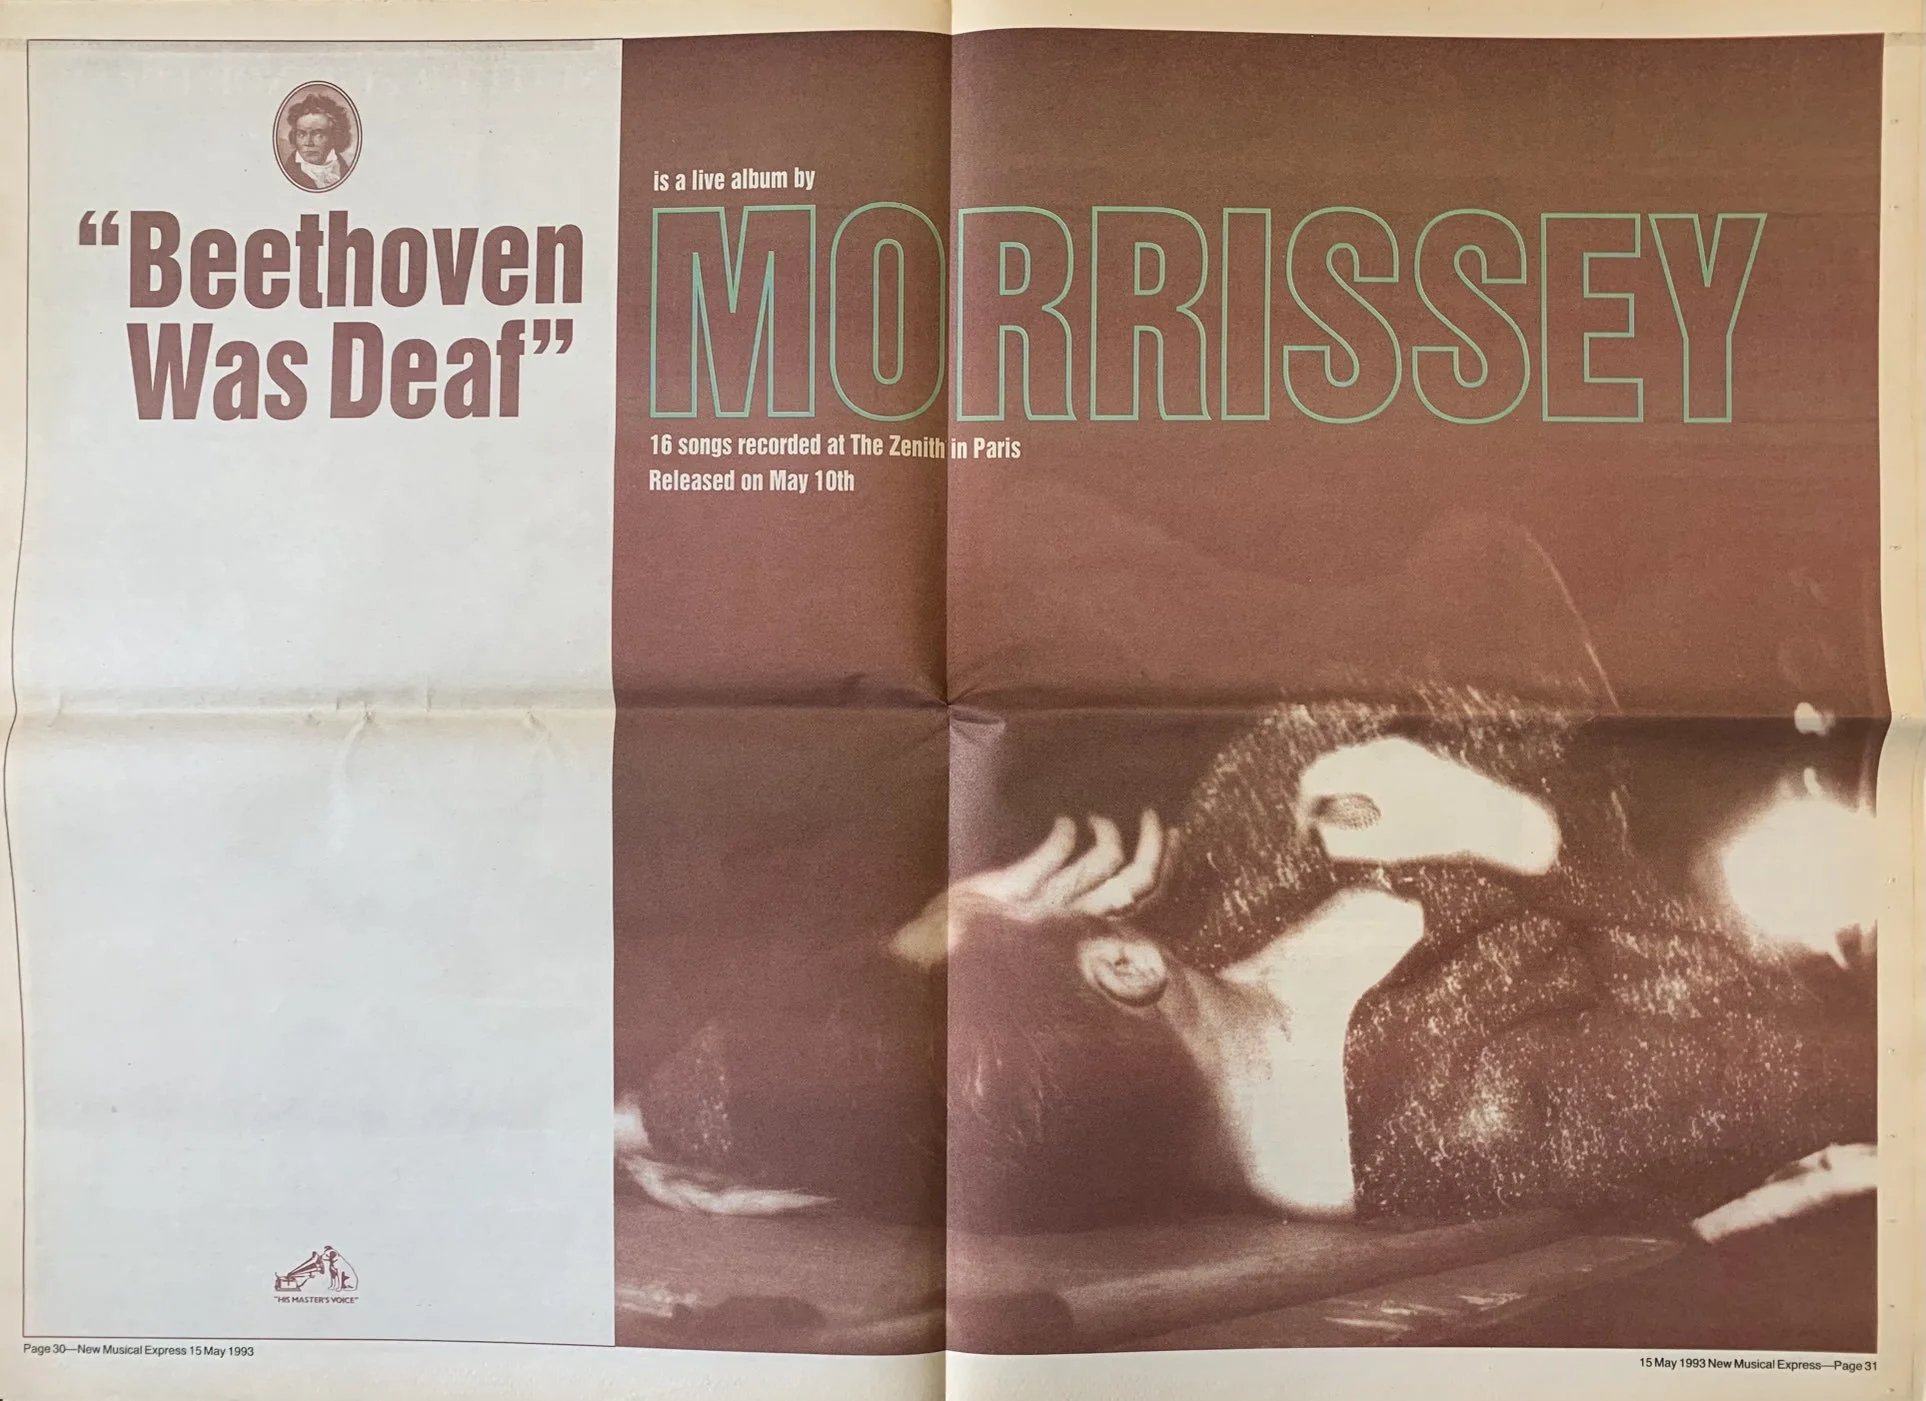 “Beethoven
Was Deaf”
is a live album by
MORRISSEY
16 songs recorded at The Zenith in Paris
Released on May 10th
"HIS MASTER'S VOICE"
Page 30—New Musical Express 15 May 1993
15 May 1993 New Musical Express—Page 31